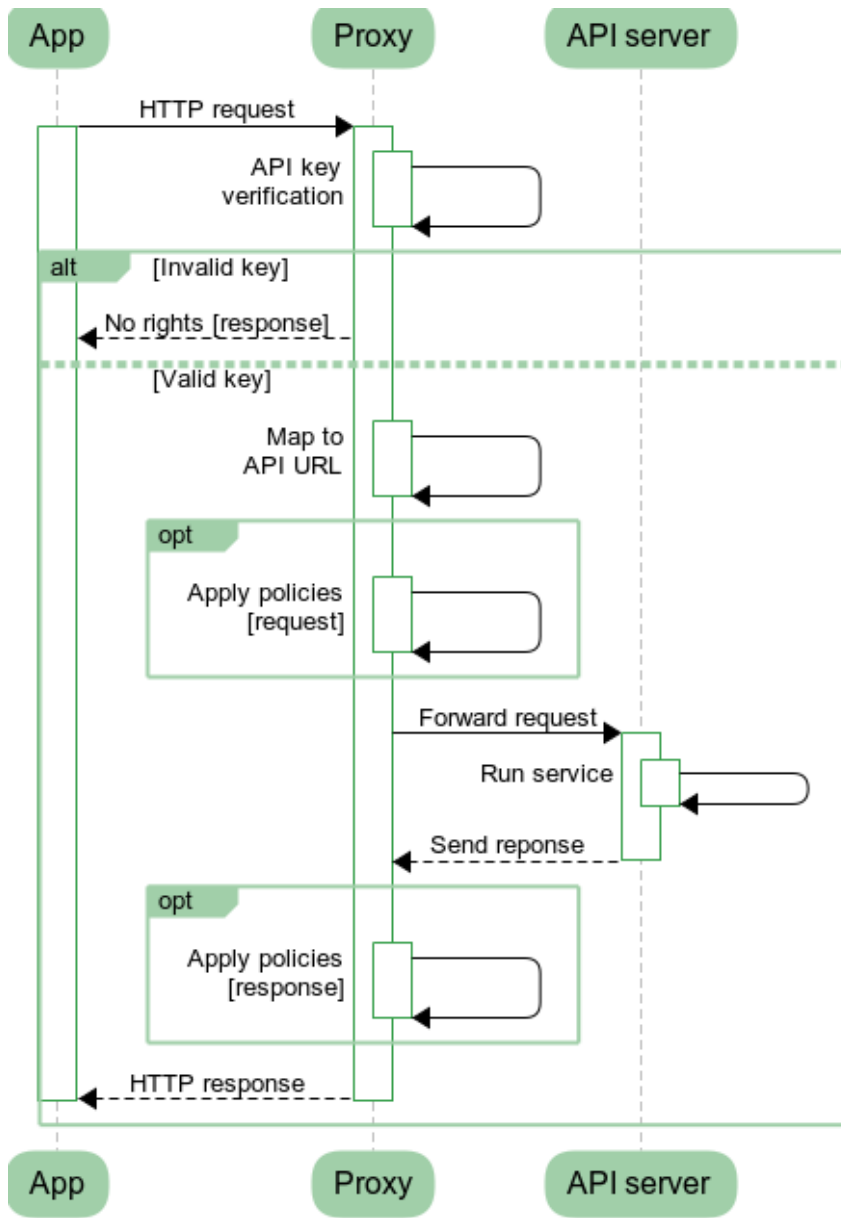 App
Proxy
API server
HTTP request
API key
verification
alt
[Invalid key]
No rights [response]
[Valid key]
Map to
API URL
opt
Apply policies
[request]
Forward request
Run service
Send reponse
opt
Apply policies
[response]
HTTP response
App
Proxy
API server